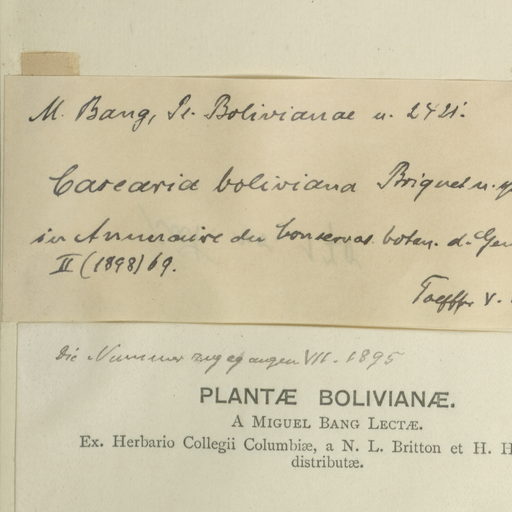 M. Bang, Pl. Bolivianae n. 2421.
Casearia boliviana Briquet n. sp
in Annuaire du Conservat. botan. d. Gen
II (1898) 69.
Die Nummer zugegangen VII. 1895
PLANTÆ BOLIVIANÆ.
A MIGUEL BANG LECTÆ.
Ex. Herbario Collegii Columbiæ, a N. L. Britton et H. H
distributæ.